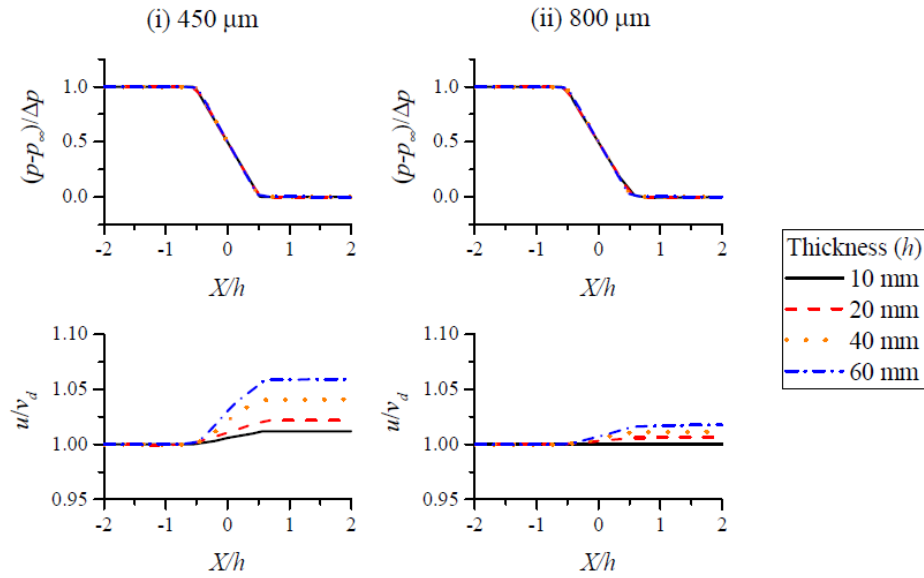 (i) 450 μm
(ii) 800 μm
(p-p∞)/Δp
1.0
0.5
0.0
-2 -1 0 1 2
X/h
(p-p∞)/Δp
1.0
0.5
0.0
-2 -1 0 1 2
X/h
Thickness (h)
10 mm
20 mm
40 mm
60 mm
u/v_d
1.10
1.05
1.00
0.95
-2 -1 0 1 2
X/h
u/v_d
1.10
1.05
1.00
0.95
-2 -1 0 1 2
X/h